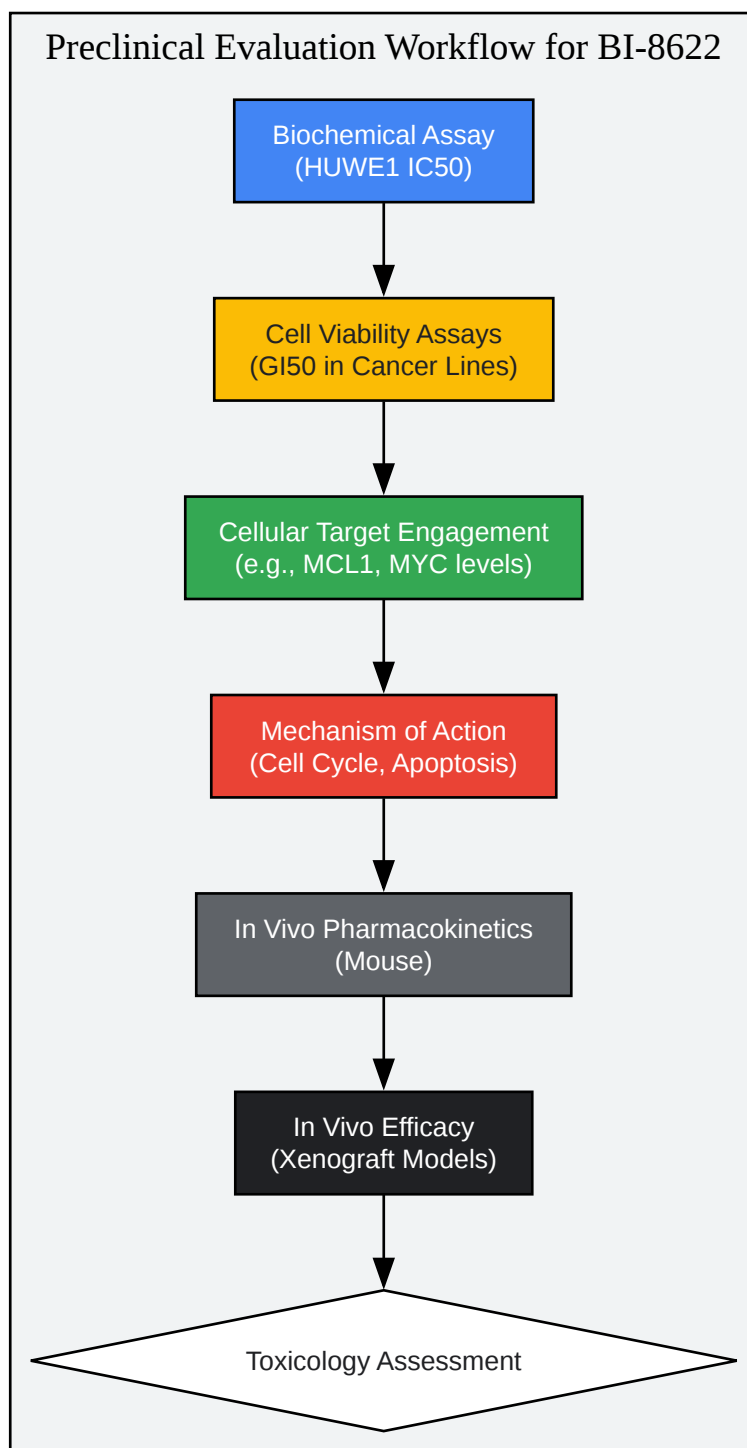 Preclinical Evaluation Workflow for BI-8622
Biochemical Assay
(HUWE1 IC50)
Cell Viability Assays
(GI50 in Cancer Lines)
Cellular Target Engagement
(e.g., MCL1, MYC levels)
Mechanism of Action
(Cell Cycle, Apoptosis)
In Vivo Pharmacokinetics
(Mouse)
In Vivo Efficacy
(Xenograft Models)
Toxicology Assessment